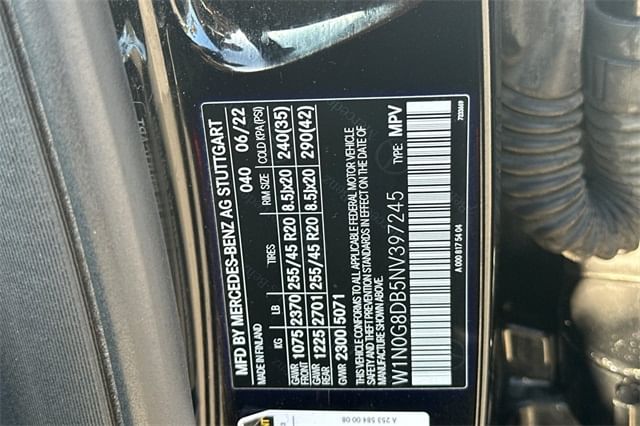 MFD BY MERCEDES-BENZ AG STUTTGART
MADE IN FINLAND
040 06/22
KG LB TIRES RIM SIZE COLD KPA (PSI)
GAWR FRONT 1075 2370 255/45 R20 8.5Jx20 240(35)
GAWR REAR 1225 2701 255/45 R20 8.5Jx20 290(42)
GWR 2300 5071
THIS VEHICLE CONFORMS TO ALL APPLICABLE FEDERAL MOTOR VEHICLE
SAFETY AND THEFT PREVENTION STANDARDS IN EFFECT ON THE DATE OF
MANUFACTURE SHOWN ABOVE.
W1N0G8DB5NV397245 TYPE: MPV
A 000 817 54 04
A 253 584 00 08